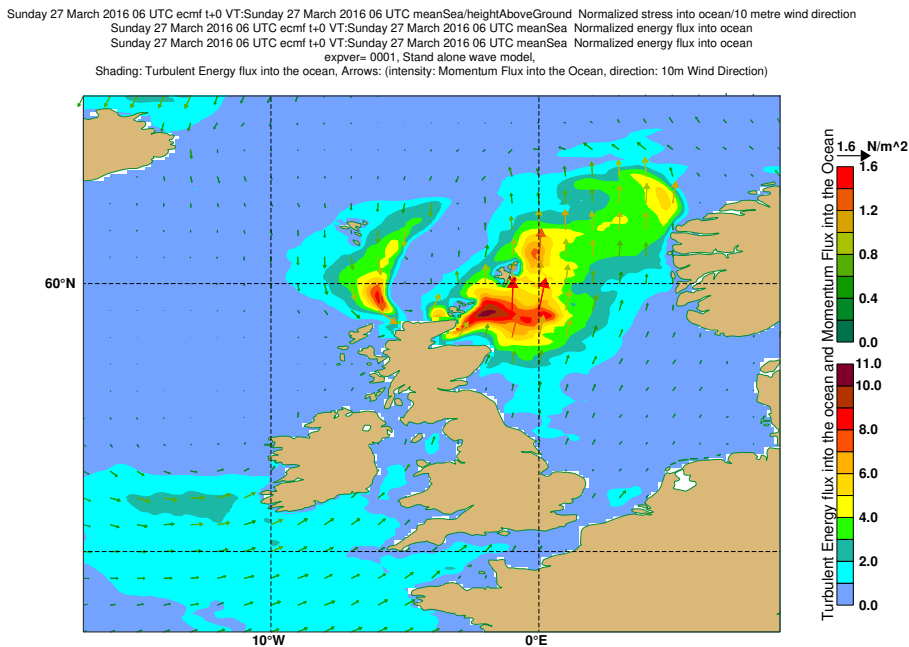 Sunday 27 March 2016 06 UTC ecmf t+0 VT:Sunday 27 March 2016 06 UTC meanSea/heightAboveGround Normalized stress into ocean/10 metre wind direction
Sunday 27 March 2016 06 UTC ecmf t+0 VT:Sunday 27 March 2016 06 UTC meanSea Normalized energy flux into ocean
Sunday 27 March 2016 06 UTC ecmf t+0 VT:Sunday 27 March 2016 06 UTC meanSea Normalized energy flux into ocean
expver= 0001, Stand alone wave model,
Shading: Turbulent Energy flux into the ocean, Arrows: (intensity: Momentum Flux into the Ocean, direction: 10m Wind Direction)
60°N
10°W
0°E
Turbulent Energy flux into the ocean and Momentum Flux into the Ocean
1.6 N/m^2
1.6
1.2
0.8
0.4
0.0
11.0
10.0
8.0
6.0
4.0
2.0
0.0